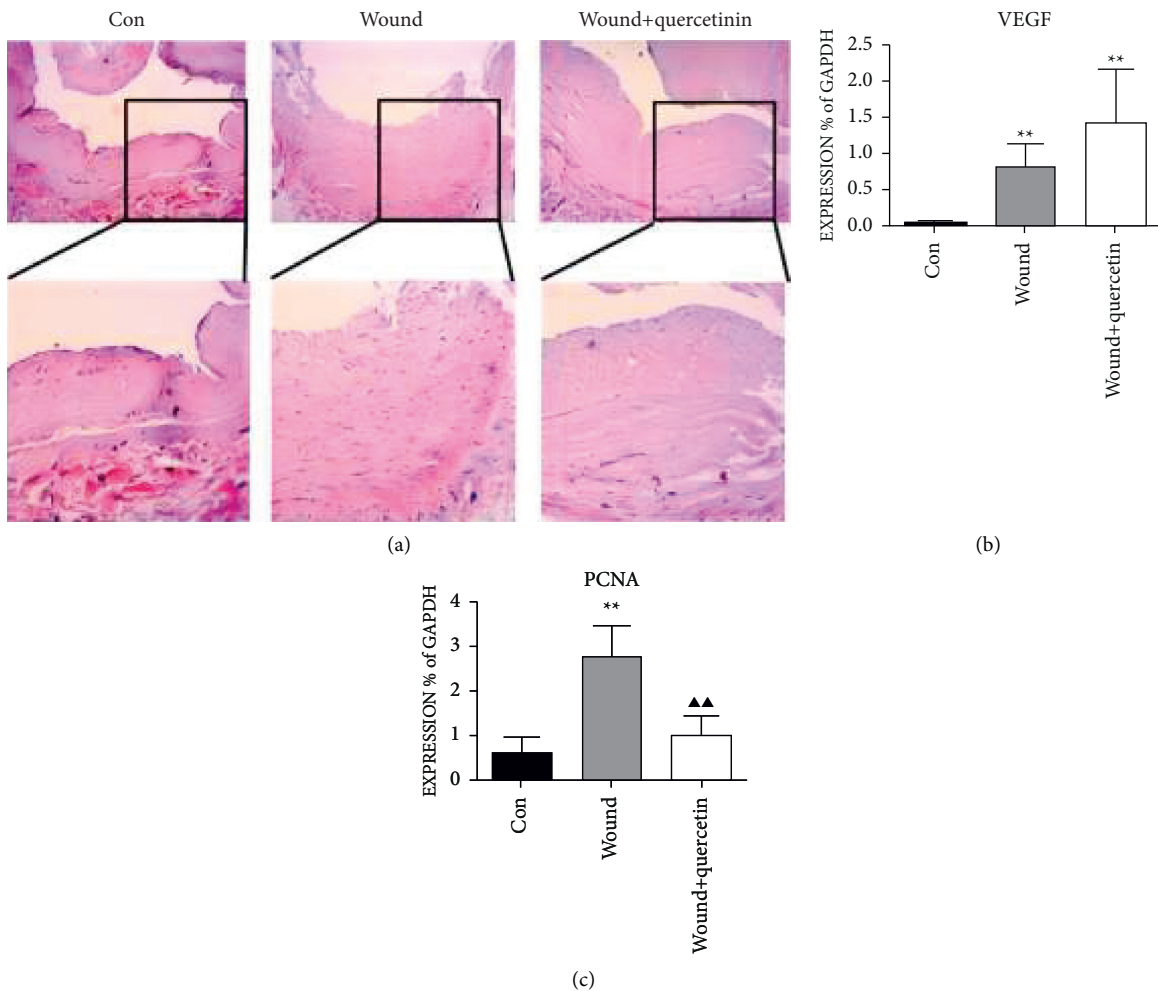 Con Wound Wound+quercetinin
(a)
VEGF
EXPRESSION % of GAPDH
2.5
2.0
1.5
1.0
0.5
0.0
**
**
Con
Wound
Wound+quercetin
(b)
PCNA
EXPRESSION % of GAPDH
4
3
2
1
0
**
▲▲
Con
Wound
Wound+quercetin
(c)